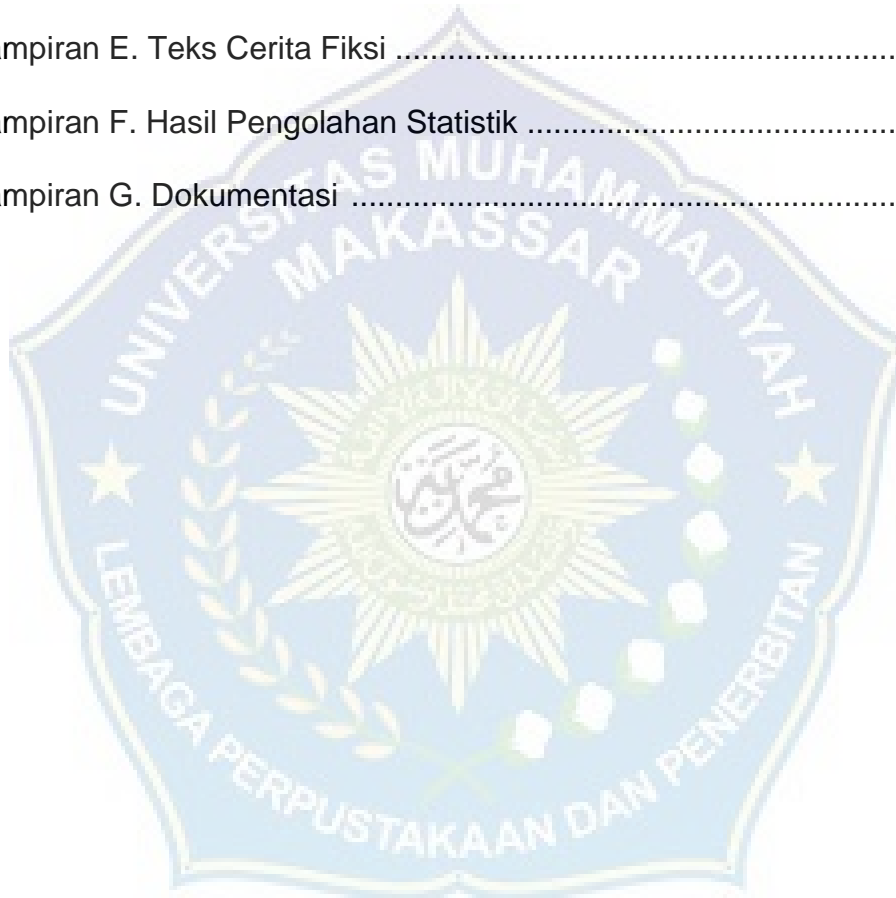 ampiran E. Teks Cerita Fiksi ........................................................
ampiran F. Hasil Pengolahan Statistik .........................................
ampiran G. Dokumentasi .............................................................
UNIVERSITAS MUHAMMADIYAH
MAKASSAR
LEMBAGA PERPUSTAKAAN DAN PENERBITAN